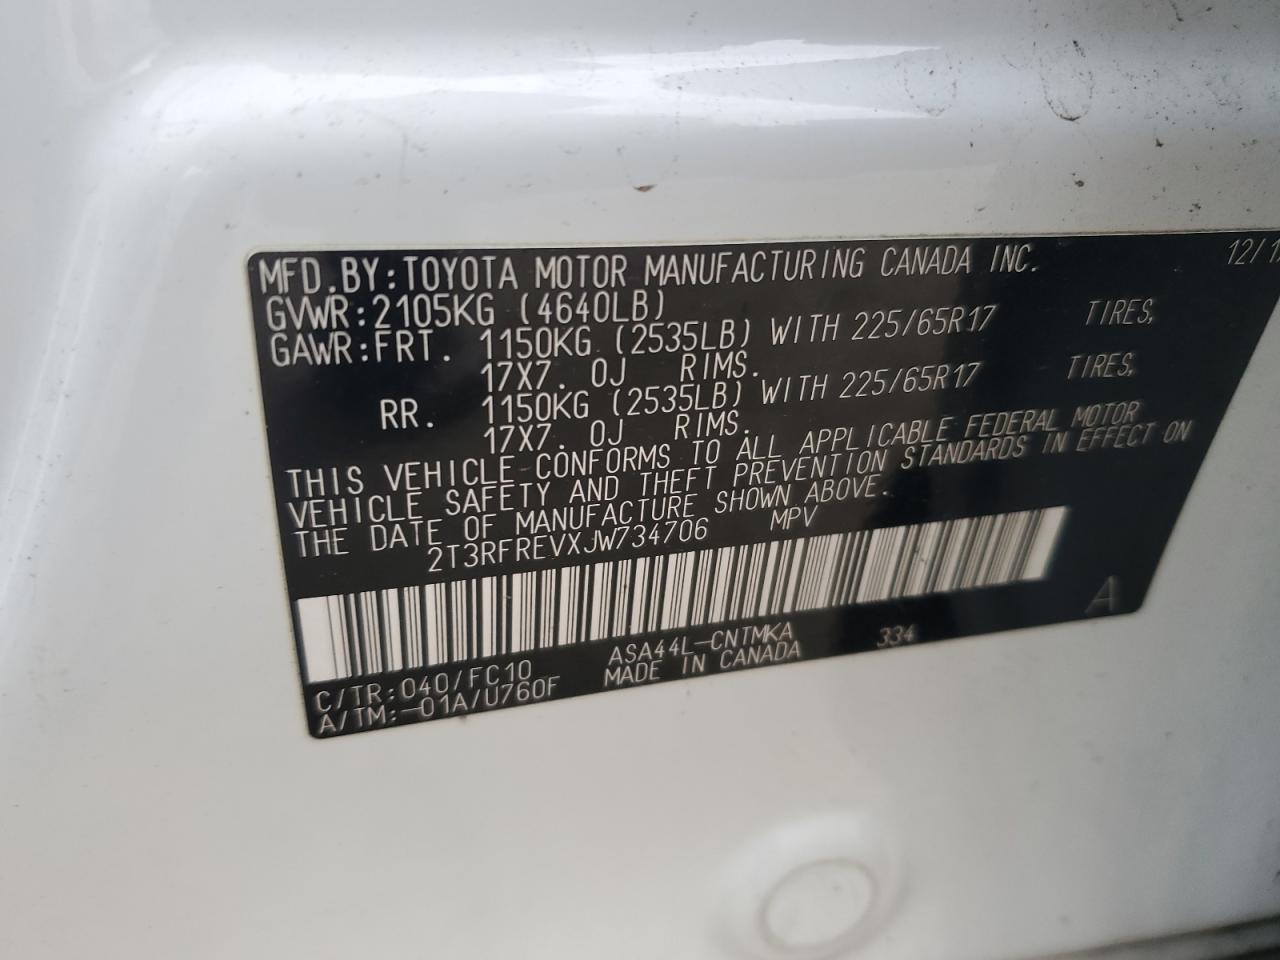 MFD.BY:TOYOTA MOTOR MANUFACTURING CANADA INC. 12/1
GVWR:2105KG (4640LB)
GAWR:FRT. 1150KG (2535LB) WITH 225/65R17 TIRES,
17X7. 0J RIMS.
RR. 1150KG (2535LB) WITH 225/65R17 TIRES,
17X7. 0J RIMS.
THIS VEHICLE CONFORMS TO ALL APPLICABLE FEDERAL MOTOR
VEHICLE SAFETY AND THEFT PREVENTION STANDARDS IN EFFECT ON
THE DATE OF MANUFACTURE SHOWN ABOVE.
2T3RFREVXJW734706 MPV
A
C/TR:040/FC10 ASA44L-CNTMKA 334
A/TM:-01A/U760F MADE IN CANADA